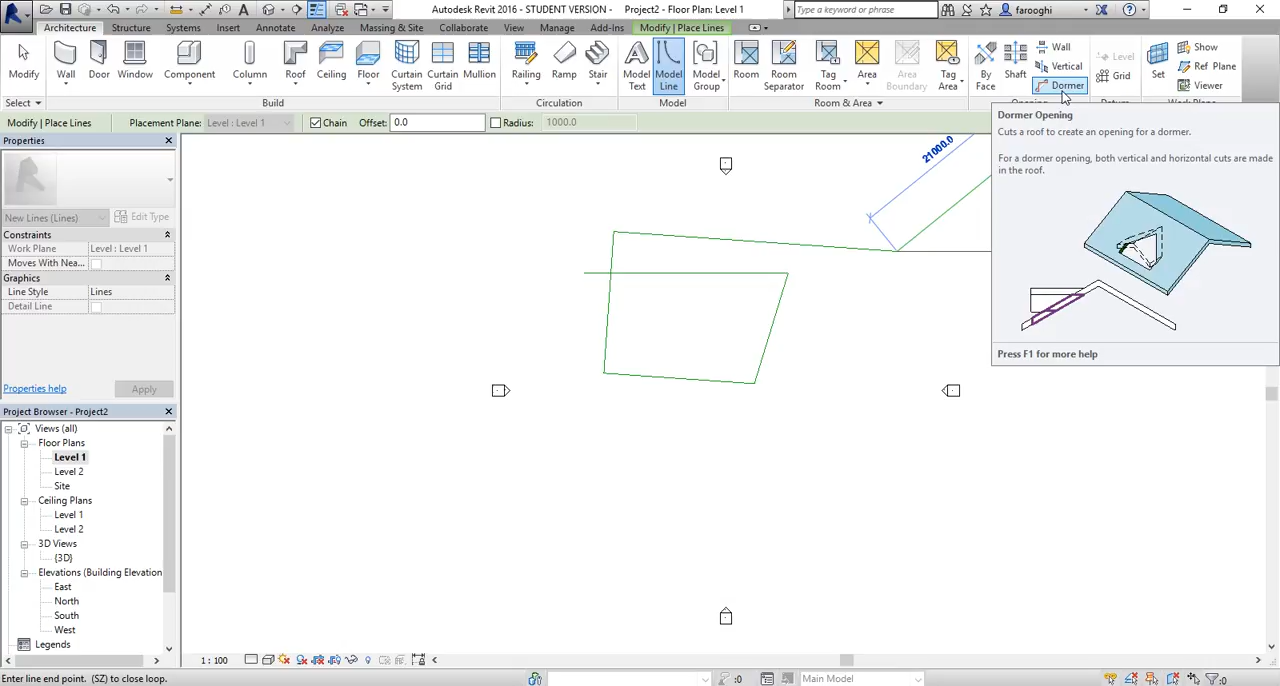 Autodesk Revit 2016 - STUDENT VERSION - Project2 - Floor Plan: Level 1
Type a keyword or phrase
farooghi
Architecture Structure Systems Insert Annotate Analyze Massing & Site Collaborate View Manage Add-Ins Modify | Place Lines
Modify
Wall
Door
Window
Component
Column
Roof
Ceiling
Floor
Curtain System
Curtain Grid
Mullion
Railing
Ramp
Stair
Model Text
Model Line
Model Group
Room
Room Separator
Tag Room
Area
Area Boundary
Tag Area
By Face
Shaft
Wall
Vertical
Dormer
Level
Grid
Set
Show
Ref Plane
Viewer
Select
Build
Circulation
Model
Room & Area
Modify | Place Lines
Placement Plane: Level : Level 1
Chain
Offset: 0.0
Radius: 1000.0
Properties
New Lines (Lines)
Edit Type
Constraints
Work Plane Level : Level 1
Moves With Nea...
Graphics
Line Style Lines
Detail Line
Properties help
Apply
Project Browser - Project2
Views (all)
Floor Plans
Level 1
Level 2
Site
Ceiling Plans
Level 1
Level 2
3D Views
{3D}
Elevations (Building Elevation
East
North
South
West
Legends
21000.0
Dormer Opening
Cuts a roof to create an opening for a dormer.
For a dormer opening, both vertical and horizontal cuts are made
in the roof.
Press F1 for more help
1 : 100
Enter line end point. (SZ) to close loop.
:0
Main Model
:0